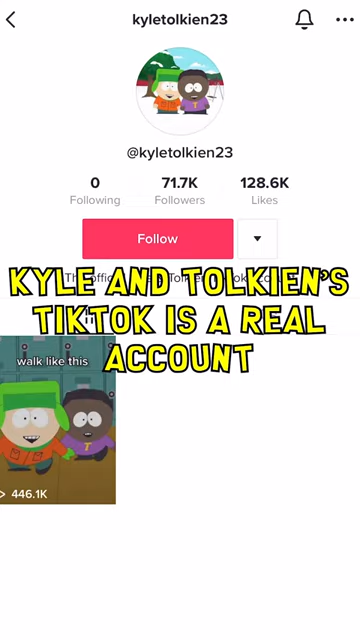 kyletolkien23
@kyletolkien23
0
71.7K
128.6K
Following
Followers
Likes
Follow
KYLE AND TOLKIEN'S
TIKTOK IS A REAL
ACCOUNT
walk like this
446.1K